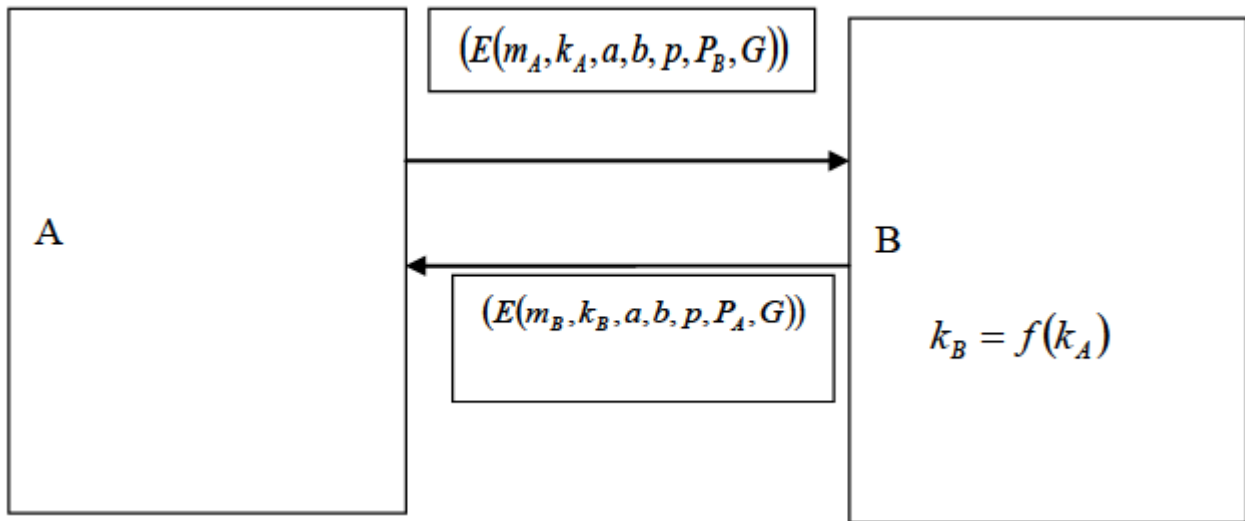 (E(m_A, k_A, a, b, p, P_B, G))
A
B
(E(m_B, k_B, a, b, p, P_A, G))
k_B = f(k_A)